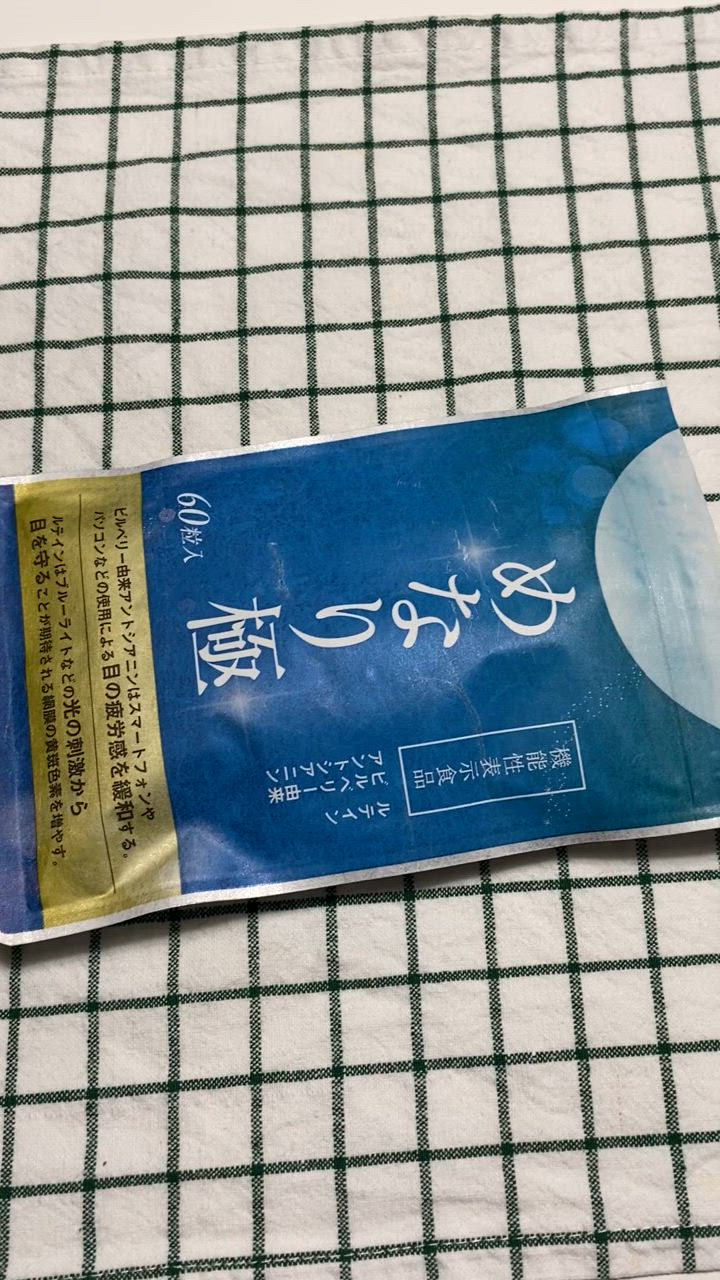 めなり極
機能性表示食品
ルテイン
ビルベリー由来
アントシアニン
60粒入
ビルベリー由来アントシアニンはスマートフォンや
パソコンなどの使用による目の疲労感を緩和する。
ルテインはブルーライトなどの光の刺激から
目を守ることが期待される網膜の黄斑色素を増やす。